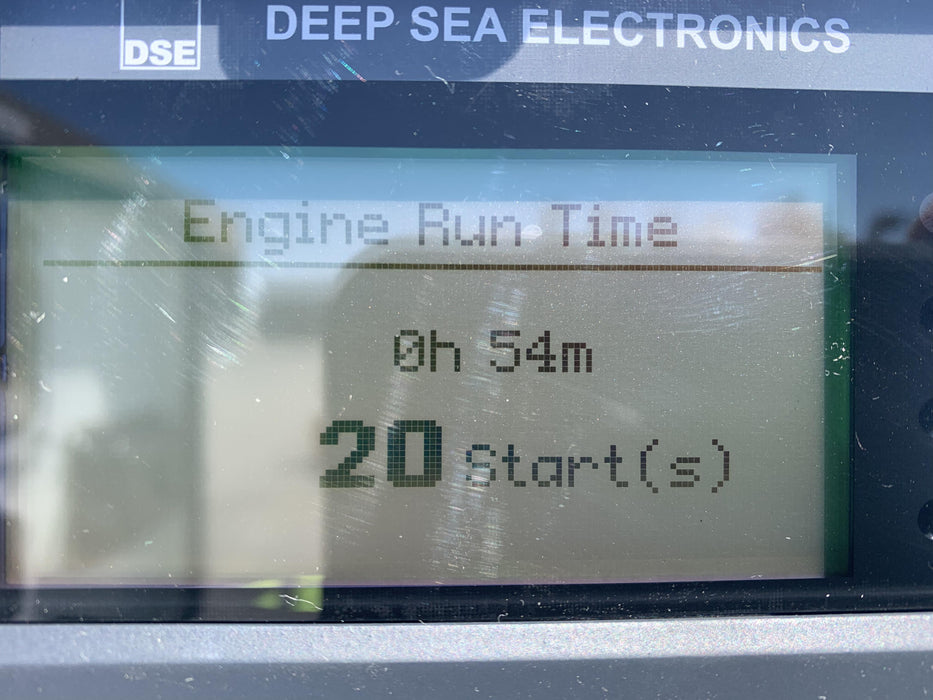 DSE DEEP SEA ELECTRONICS
Engine Run Time
0h 54m
20 Start(s)